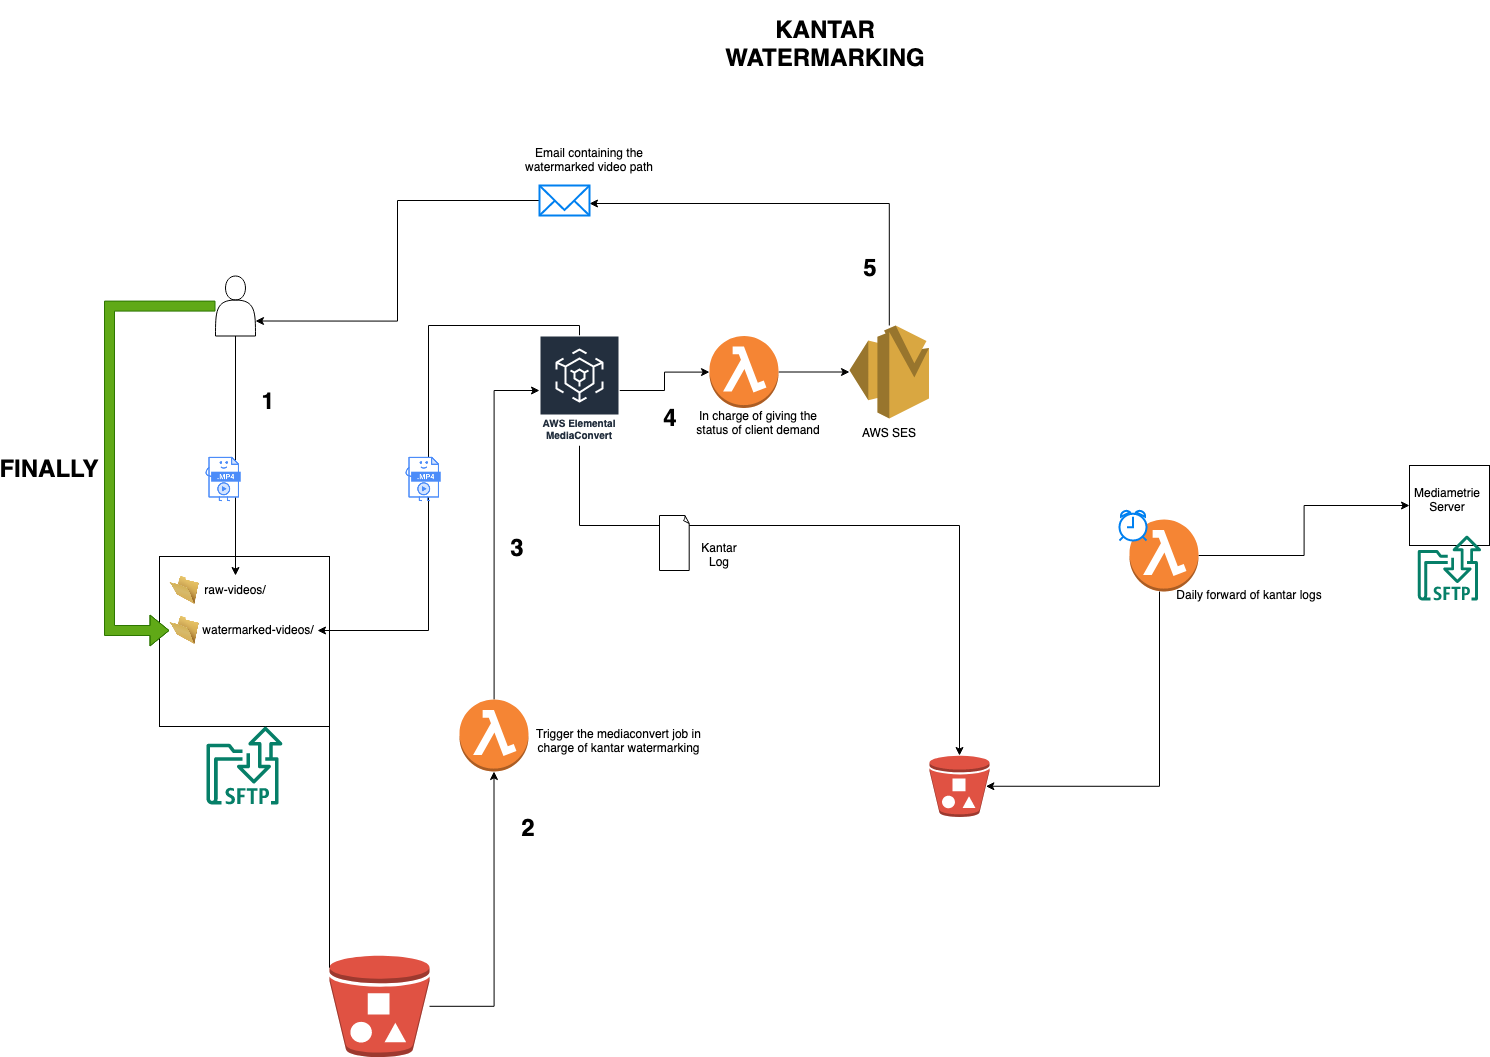 KANTAR
WATERMARKING
Email containing the
watermarked video path
5
1
AWS Elemental
MediaConvert
4
In charge of giving the
status of client demand
AWS SES
FINALLY
.MP4
.MP4
3
Kantar
Log
Mediametrie
Server
SFTP
Daily forward of kantar logs
raw-videos/
watermarked-videos/
SFTP
Trigger the mediaconvert job in
charge of kantar watermarking
2